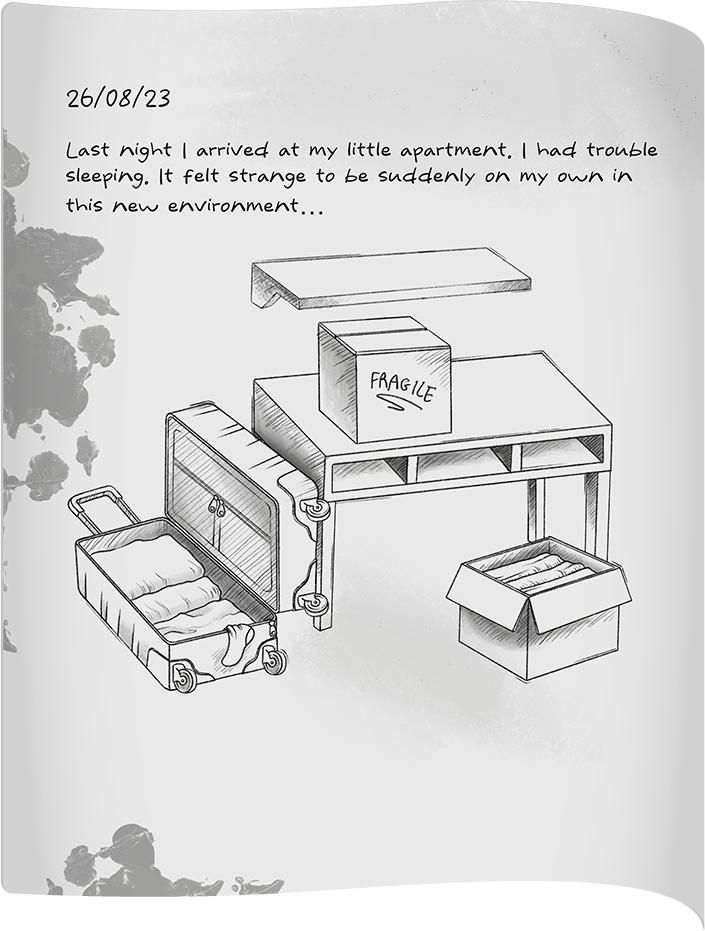 26/08/23
Last night I arrived at my little apartment. I had trouble
sleeping. It felt strange to be suddenly on my own in
this new environment...
FRAGILE